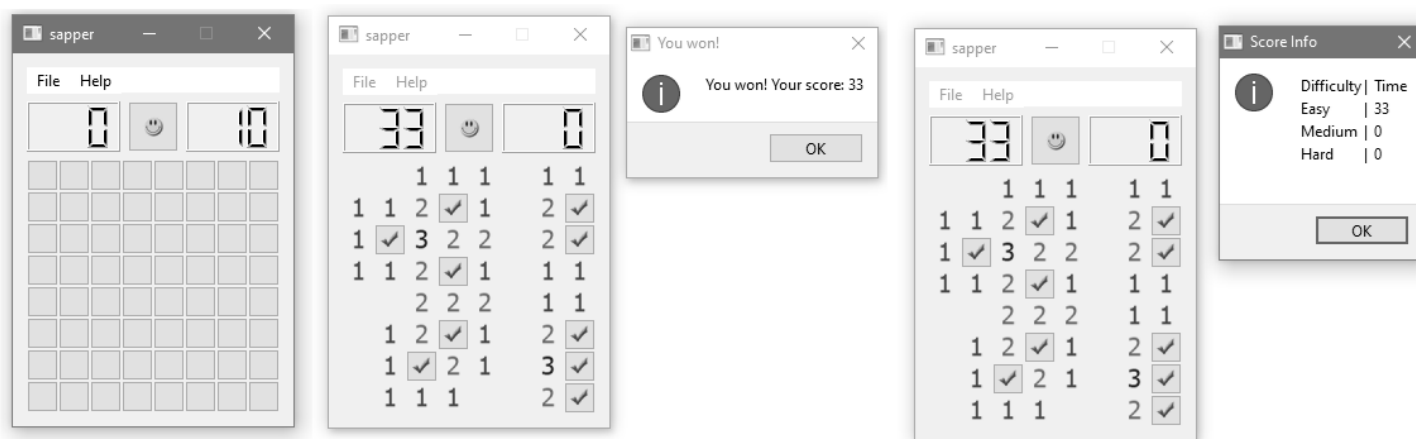 sapper
File Help
0 10
sapper
File Help
33 0
1 1 1 1 1
1 1 2 1 2
1 3 2 2 2
1 1 2 1 1 1
2 2 2 1 1
1 2 1 2
1 2 1 3
1 1 1 2
You won!
You won! Your score: 33
OK
sapper
File Help
33 0
1 1 1 1 1
1 1 2 1 2
1 3 2 2 2
1 1 2 1 1 1
2 2 2 1 1
1 2 1 2
1 2 1 3
1 1 1 2
Score Info
Difficulty| Time
Easy | 33
Medium | 0
Hard | 0
OK